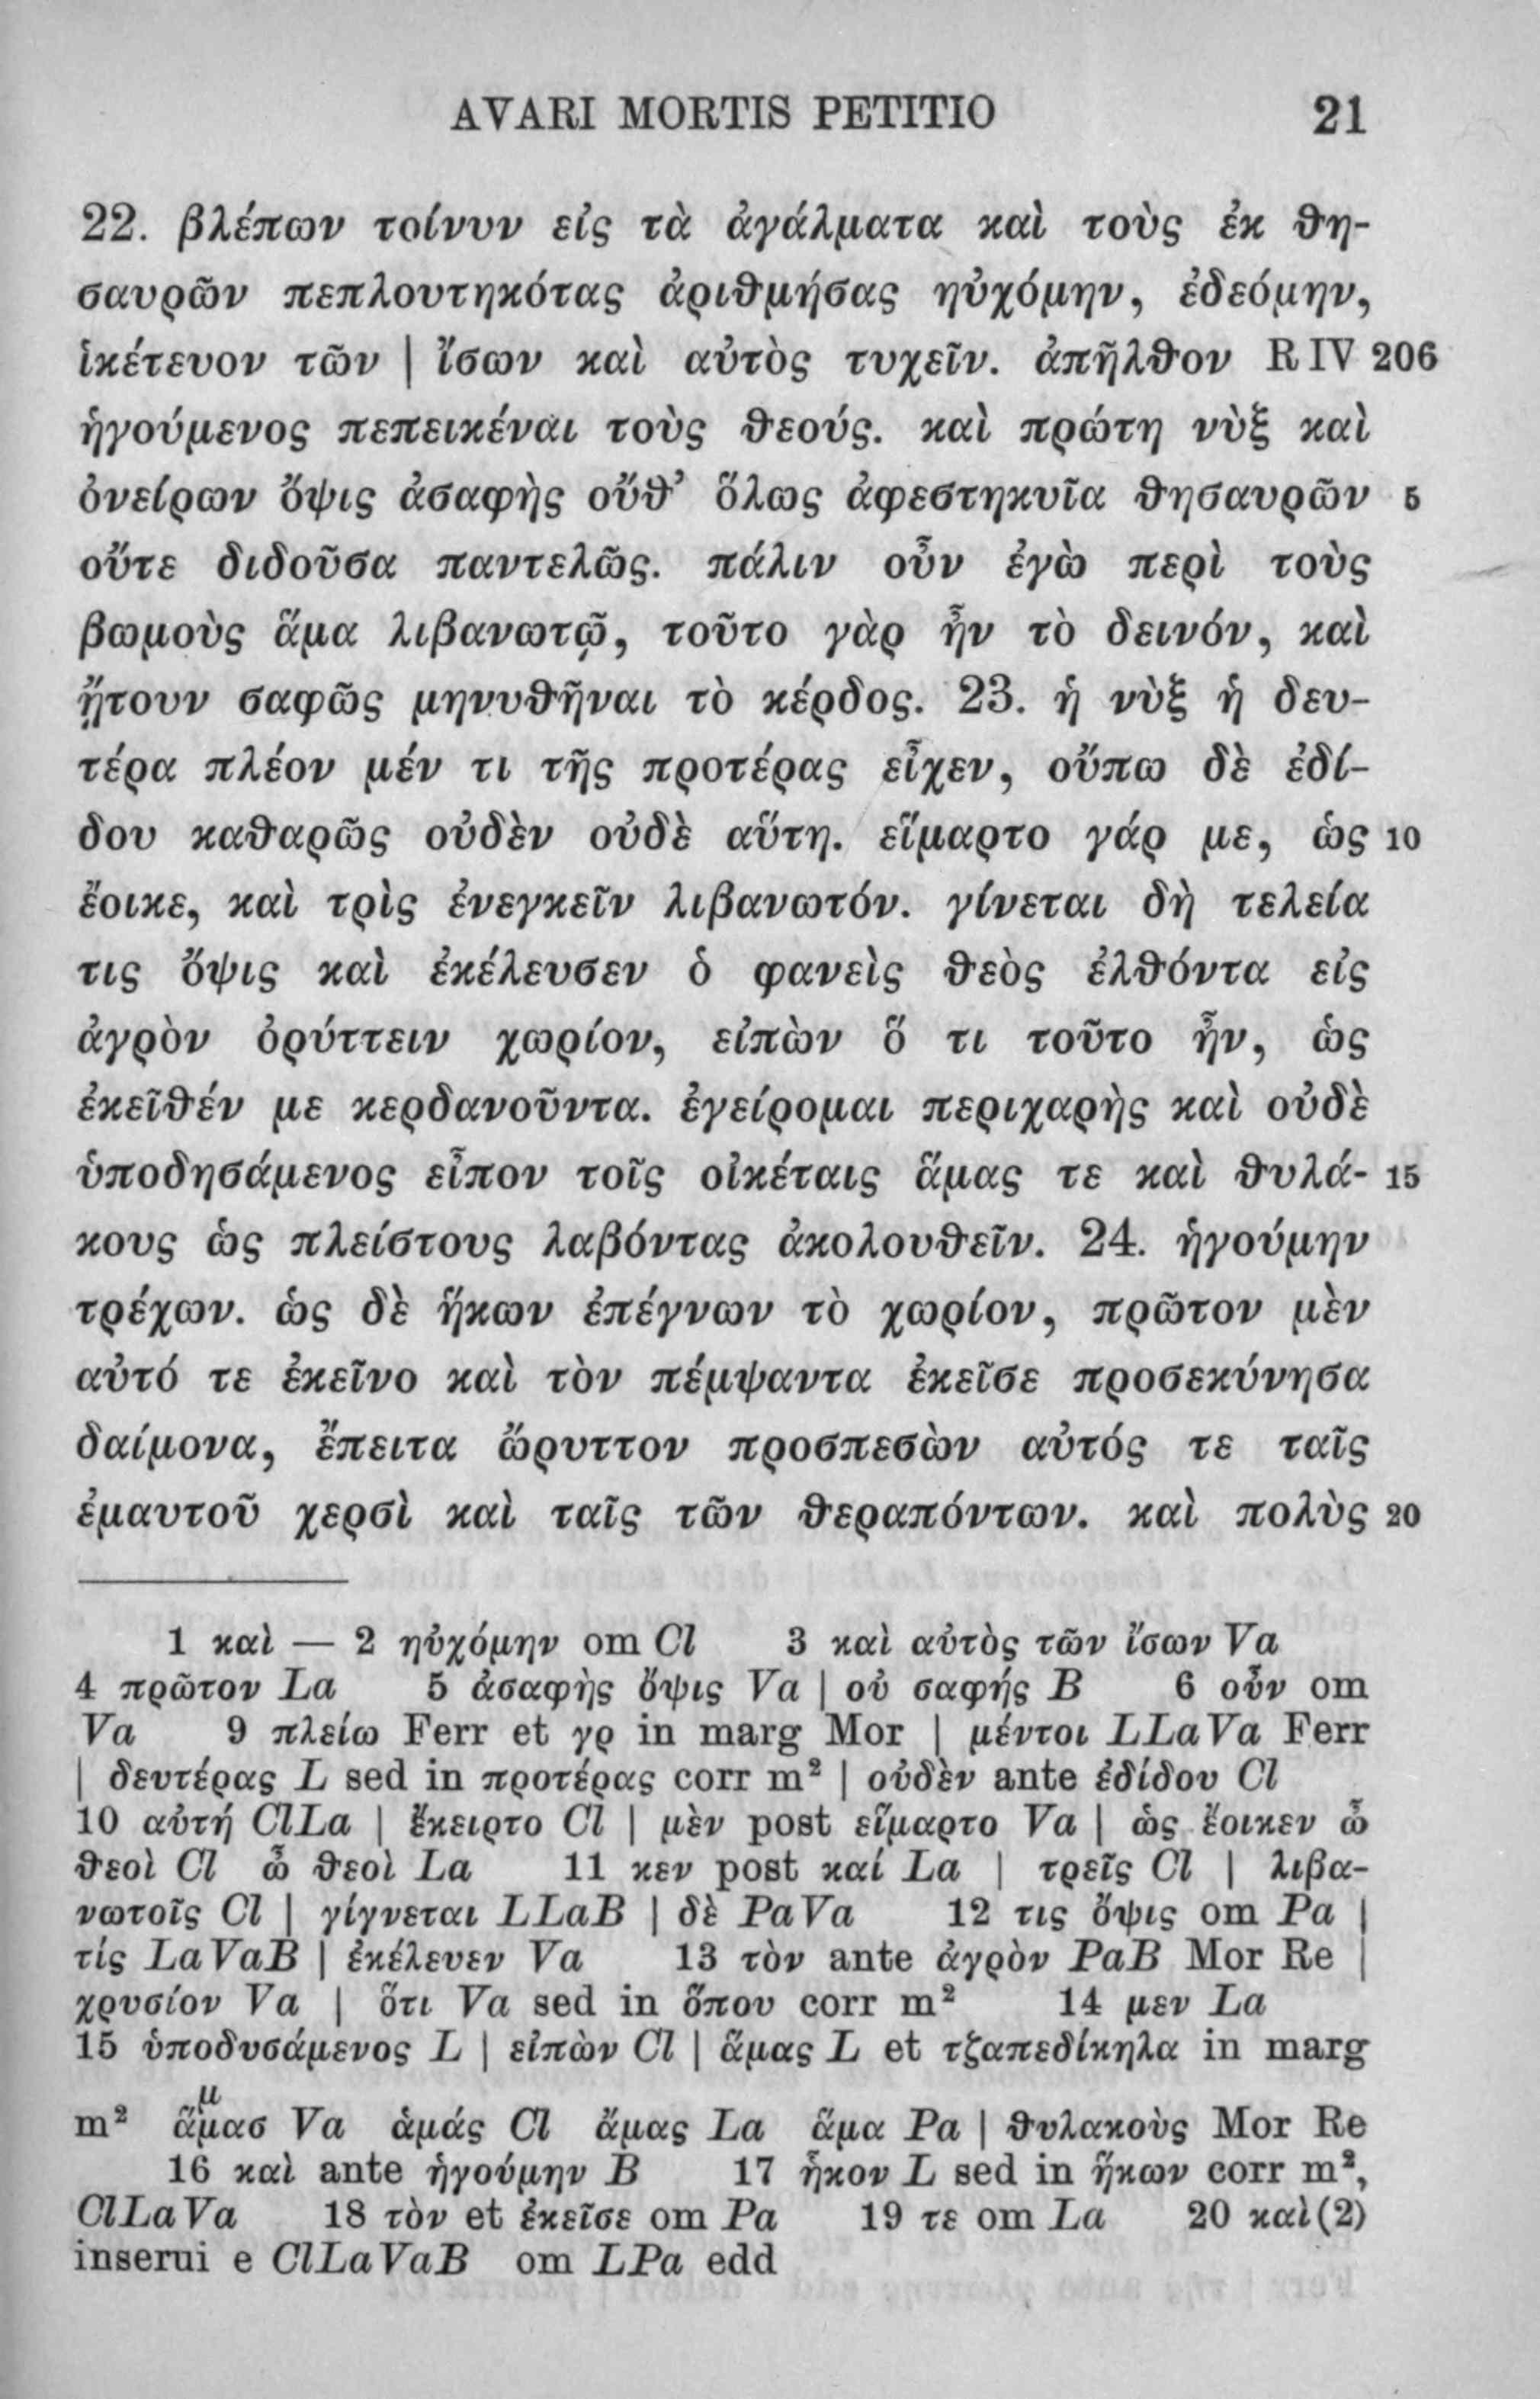 AVARI MORTIS PETITIO 21
22. βλέπων τοίνυν εἰς τὰ ἀγάλματα καὶ τοὺς ἐκ θη-
σαυρῶν πεπλουτηκότας ἀριθμήσας ηὐχόμην, ἐδεόμην,
ἱκέτευον τῶν | ἴσων καὶ αὐτὸς τυχεῖν. ἀπῆλθον R IV 206
ἡγούμενος πεπεικέναι τοὺς θεούς. καὶ πρώτη νὺξ καὶ
ὀνείρων ὄψις ἀσαφὴς οὔθ’ ὅλως ἀφεστηκυῖα θησαυρῶν 5
οὔτε διδοῦσα παντελῶς. πάλιν οὖν ἐγὼ περὶ τοὺς
βωμοὺς ἅμα λιβανωτῷ, τοῦτο γὰρ ἦν τὸ δεινόν, καὶ
ᾔτουν σαφῶς μηνυθῆναι τὸ κέρδος. 23. ἡ νὺξ ἡ δευ-
τέρα πλέον μέν τι τῆς προτέρας εἶχεν, οὔπω δὲ ἐδί-
δου καθαρῶς οὐδὲν οὐδὲ αὕτη. εἵμαρτο γάρ με, ὡς 10
ἔοικε, καὶ τρὶς ἐνεγκεῖν λιβανωτόν. γίνεται δὴ τελεία
τις ὄψις καὶ ἐκέλευσεν ὁ φανεὶς θεὸς ἐλθόντα εἰς
ἀγρὸν ὀρύττειν χωρίον, εἰπὼν ὅ τι τοῦτο ἦν, ὡς
ἐκεῖθέν με κερδανοῦντα. ἐγείρομαι περιχαρὴς καὶ οὐδὲ
ὑποδησάμενος εἶπον τοῖς οἰκέταις ἅμας τε καὶ θυλά- 15
κους ὡς πλείστους λαβόντας ἀκολουθεῖν. 24. ἡγούμην
τρέχων. ὡς δὲ ἥκων ἐπέγνων τὸ χωρίον, πρῶτον μὲν
αὐτό τε ἐκεῖνο καὶ τὸν πέμψαντα ἐκεῖσε προσεκύνησα
δαίμονα, ἔπειτα ὤρυττον προσπεσὼν αὐτός τε ταῖς
ἐμαυτοῦ χερσὶ καὶ ταῖς τῶν θεραπόντων. καὶ πολὺς 20
1 καὶ — 2 ηὐχόμην om Cl 3 καὶ αὐτὸς τῶν ἴσων Va
4 πρῶτον La 5 ἀσαφὴς ὄψις Va | οὐ σαφής B 6 οὖν om
Va 9 πλείω Ferr et γρ in marg Mor | μέντοι LLaVa Ferr
| δευτέρας L sed in προτέρας corr m² | οὐδὲν ante ἐδίδου Cl
10 αὐτή ClLa | ἔκειρτο Cl | μὲν post εἵμαρτο Va | ὡς ἔοικεν ὦ
θεοὶ Cl ὦ θεοὶ La 11 κεν post καί La | τρεῖς Cl | λιβα-
νωτοῖς Cl | γίγνεται LLaB | δὲ PaVa 12 τις ὄψις om Pa |
τίς LaVaB | ἐκέλευεν Va 13 τὸν ante ἀγρὸν PaB Mor Re |
χρυσίον Va | ὅτι Va sed in ὅπου corr m² 14 μεν La
15 ὑποδυσάμενος L | εἰπὼν Cl | ἅμας L et τζαπεδίκηλα in marg
μ
m² ἅμασ Va ἁμάς Cl ἄμας La ἅμα Pa | θυλακοὺς Mor Re
16 καὶ ante ἡγούμην B 17 ἧκον L sed in ἥκων corr m²,
ClLaVa 18 τὸν et ἐκεῖσε om Pa 19 τε om La 20 καὶ(2)
inserui e ClLaVaB om LPa edd